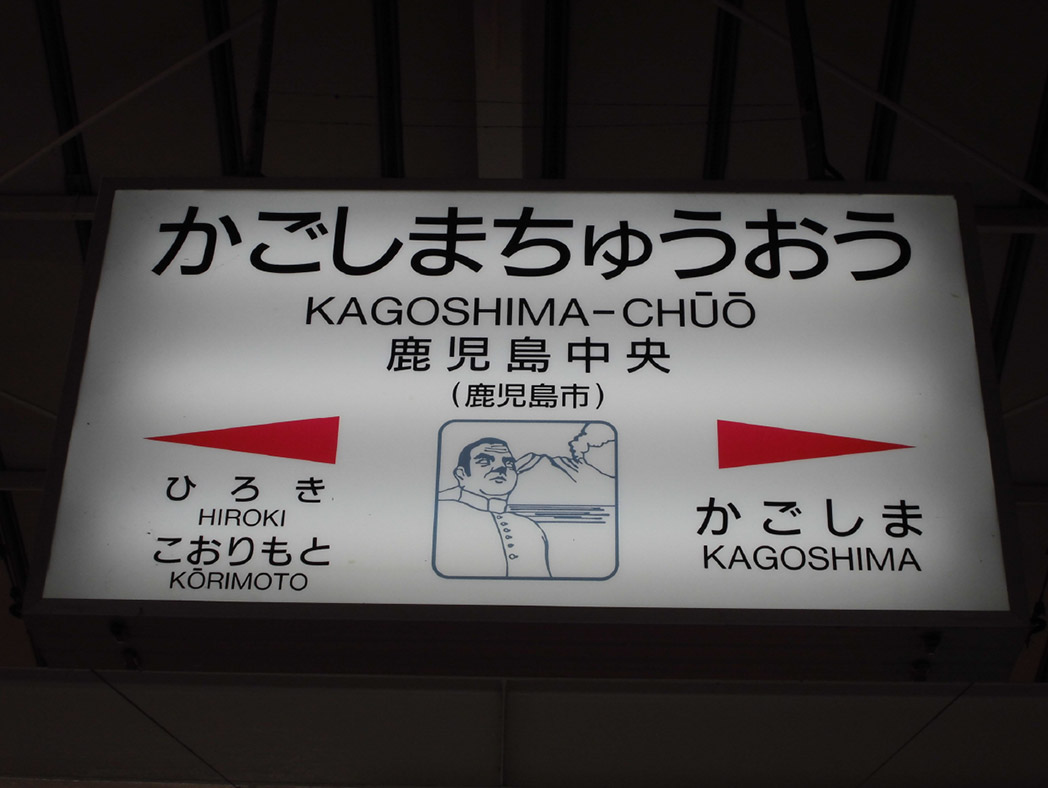 かごしまちゅうおう
KAGOSHIMA-CHŪŌ
鹿児島中央
(鹿児島市)
ひろき
HIROKI
こおりもと
KŌRIMOTO
かごしま
KAGOSHIMA